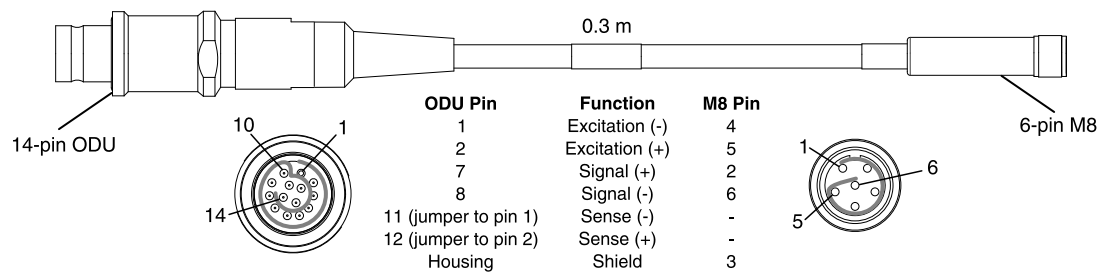 0.3 m
14-pin ODU
6-pin M8
ODU Pin Function M8 Pin
1 Excitation (-) 4
2 Excitation (+) 5
7 Signal (+) 2
8 Signal (-) 6
11 (jumper to pin 1) Sense (-) -
12 (jumper to pin 2) Sense (+) -
Housing Shield 3
10 1
14
1 6
5